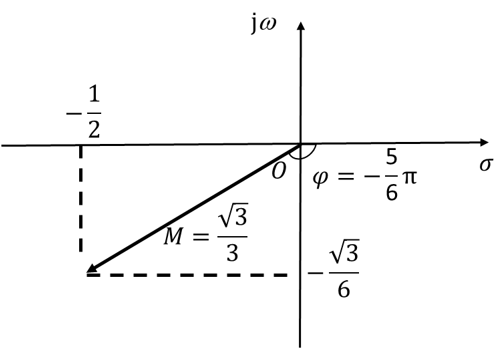 jω
−1/2
σ
O
φ = −5/6 π
M = √3/3
−√3/6